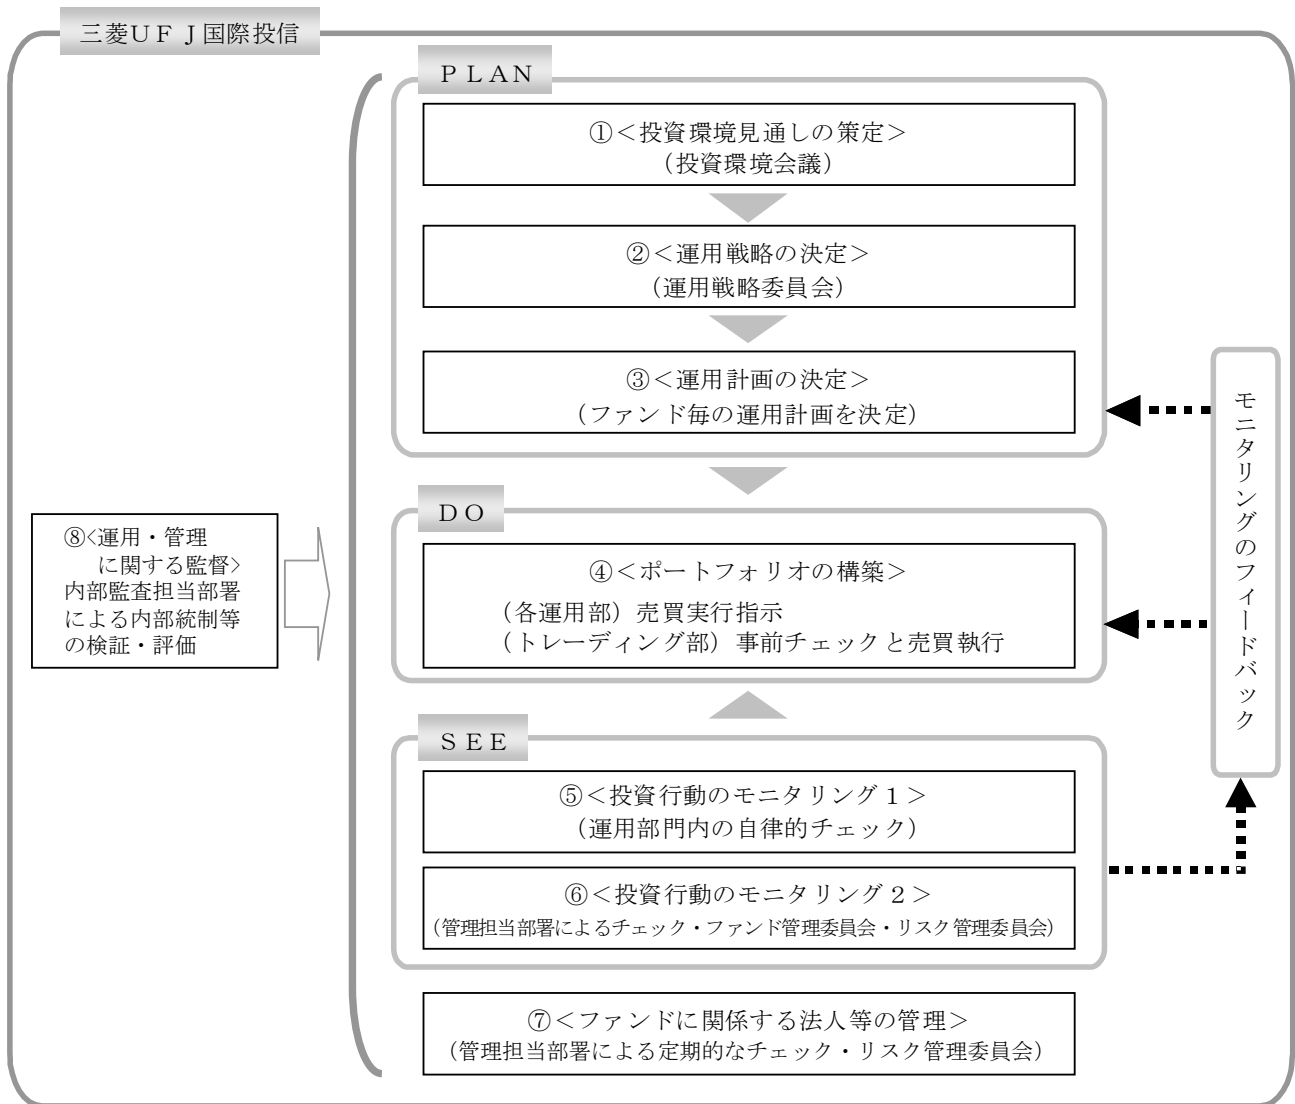 三菱ＵＦＪ国際投信
ＰＬＡＮ
①＜投資環境見通しの策定＞
（投資環境会議）
②＜運用戦略の決定＞
（運用戦略委員会）
③＜運用計画の決定＞
（ファンド毎の運用計画を決定）
ＤＯ
④＜ポートフォリオの構築＞
（各運用部）売買実行指示
（トレーディング部）事前チェックと売買執行
ＳＥＥ
⑤＜投資行動のモニタリング１＞
（運用部門内の自律的チェック）
⑥＜投資行動のモニタリング２＞
（管理担当部署によるチェック・ファンド管理委員会・リスク管理委員会）
⑦＜ファンドに関係する法人等の管理＞
（管理担当部署による定期的なチェック・リスク管理委員会）
⑧<運用・管理
に関する監督>
内部監査担当部署
による内部統制等
の検証・評価
モニタリングのフィードバック